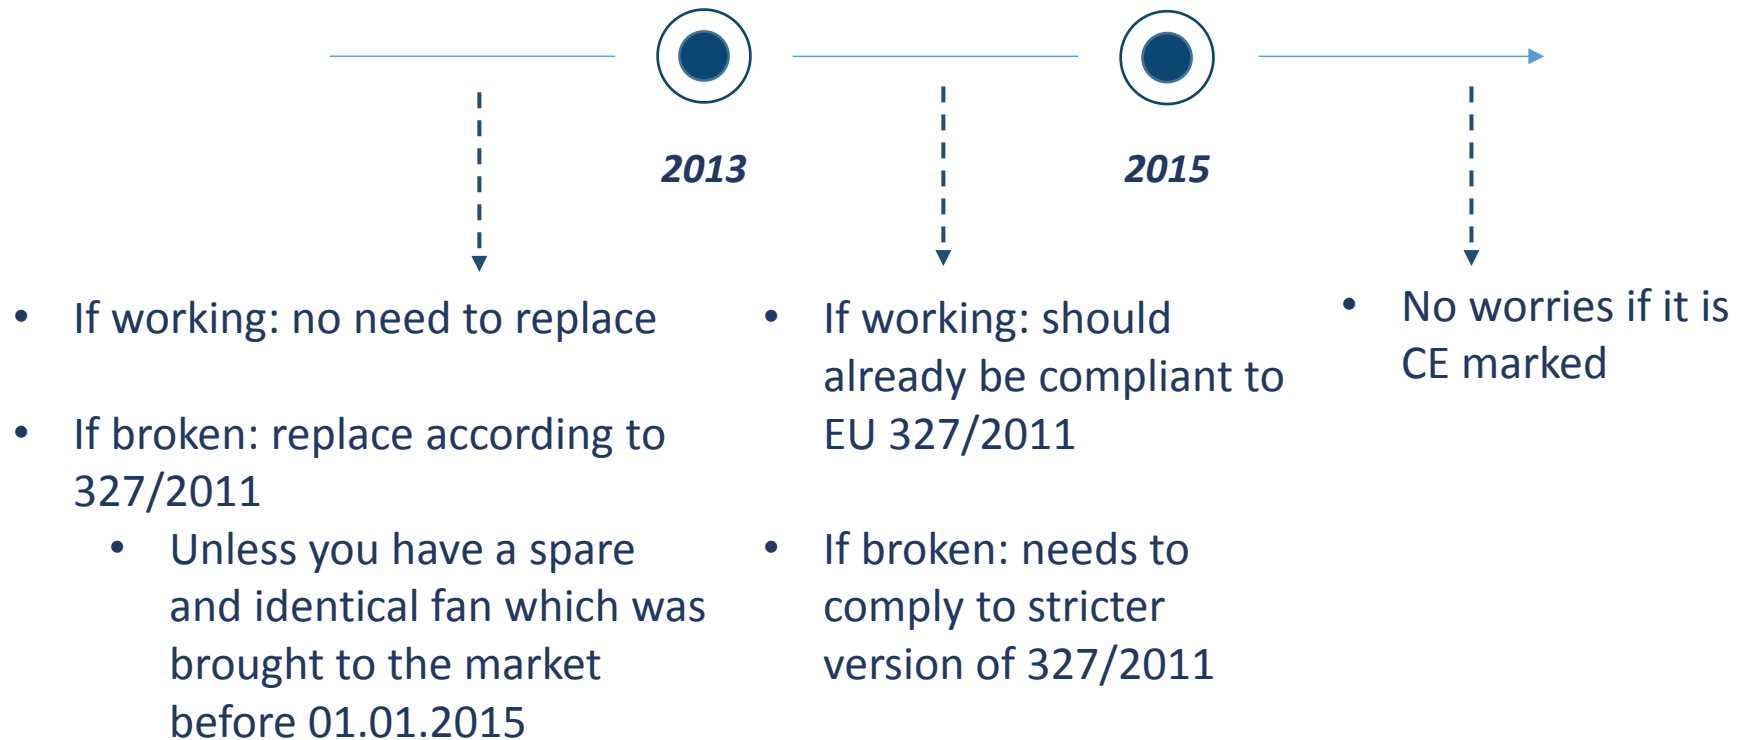 2013
2015
• If working: no need to replace
• If broken: replace according to
327/2011
• Unless you have a spare
and identical fan which was
brought to the market
before 01.01.2015
• If working: should
already be compliant to
EU 327/2011
• If broken: needs to
comply to stricter
version of 327/2011
• No worries if it is
CE marked